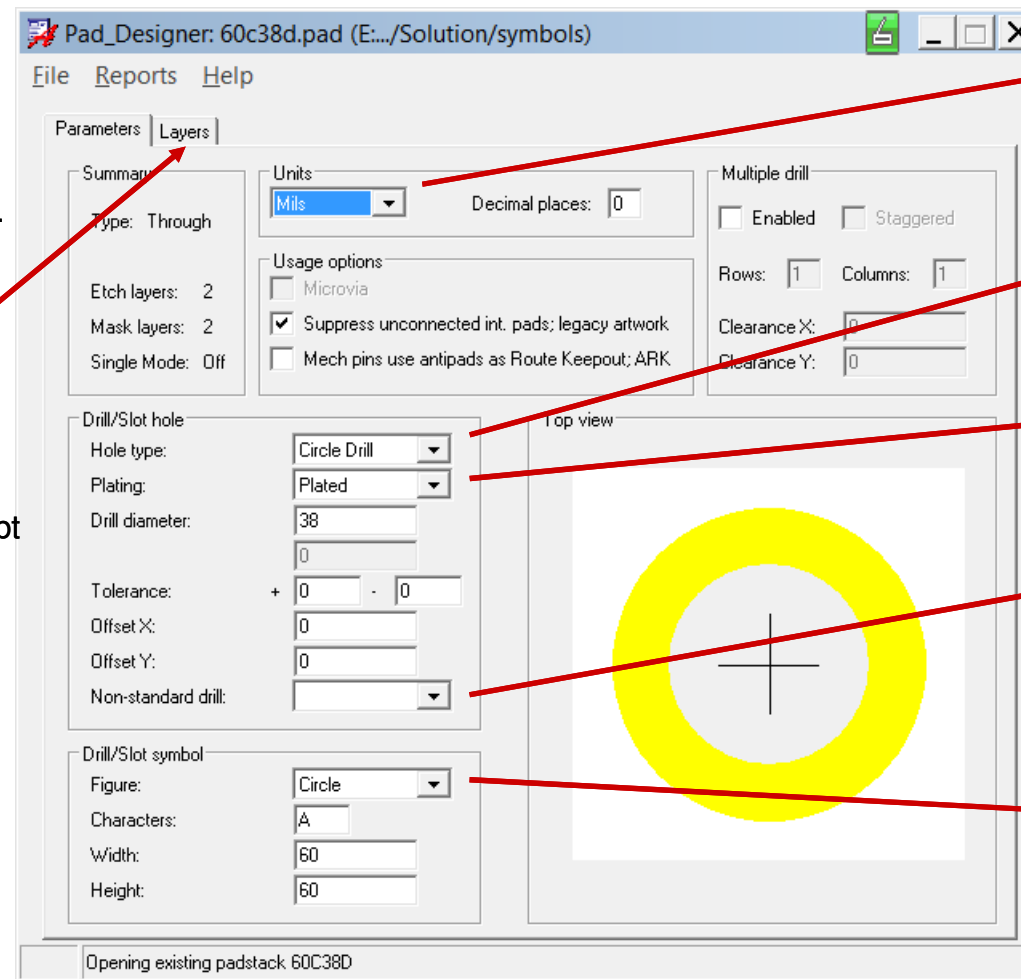 Pad_Designer: 60c38d.pad (E:.../Solution/symbols)
File Reports Help
Parameters Layers
Summary
Type: Through
Etch layers: 2
Mask layers: 2
Single Mode: Off
Units
Mils
Decimal places: 0
Usage options
Microvia
Suppress unconnected int. pads; legacy artwork
Mech pins use antipads as Route Keepout; ARK
Multiple drill
Enabled Staggered
Rows: 1 Columns: 1
Clearance X: 0
Clearance Y: 0
Drill/Slot hole
Hole type: Circle Drill
Plating: Plated
Drill diameter: 38
0
Tolerance: + 0 - 0
Offset X: 0
Offset Y: 0
Non-standard drill:
Drill/Slot symbol
Figure: Circle
Characters: A
Width: 60
Height: 60
Top view
Opening existing padstack 60C38D